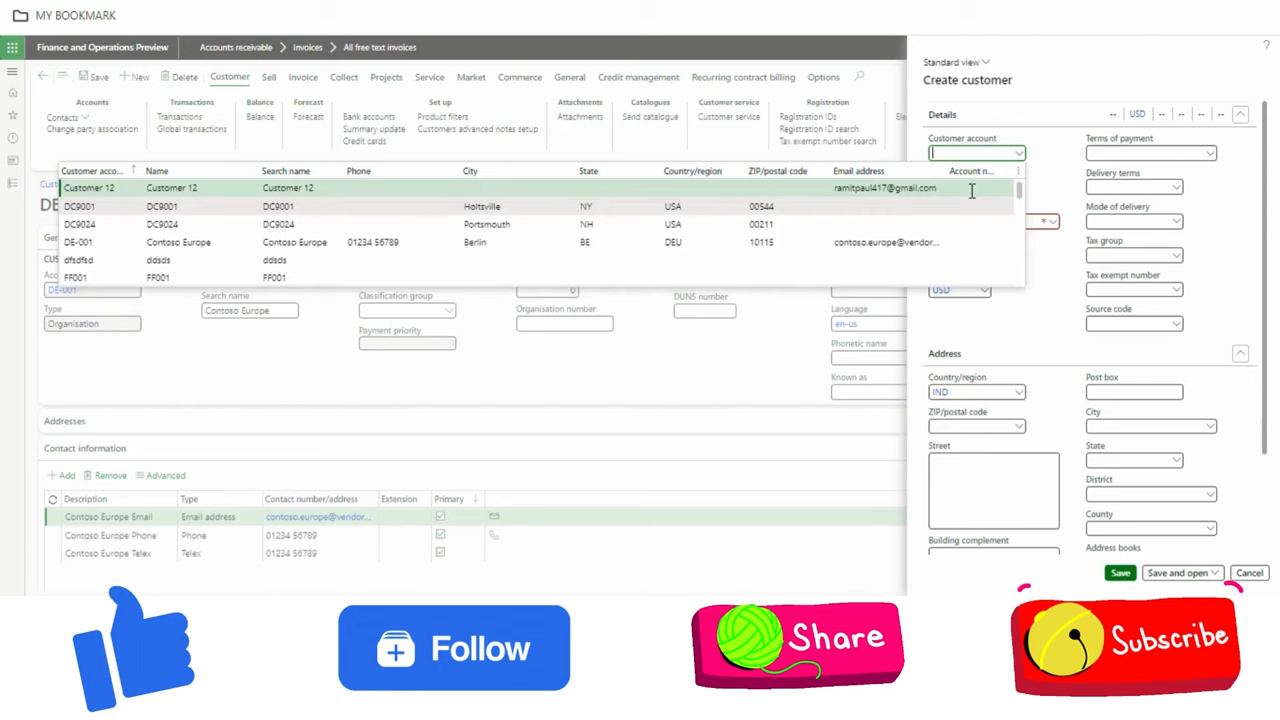 MY BOOKMARK
Finance and Operations Preview
Accounts receivable
Invoices
All free text invoices
?
Save
New
Delete
Customer
Sell
Invoice
Collect
Projects
Service
Market
Commerce
General
Credit management
Recurring contract billing
Options
Accounts
Transactions
Balance
Forecast
Set up
Attachments
Catalogues
Customer service
Registration
Contacts
Transactions
Balance
Forecast
Bank accounts
Product filters
Attachments
Send catalogue
Customer service
Registration IDs
Change party association
Global transactions
Summary update
Customers advanced notes setup
Registration ID search
Credit cards
Tax exempt number search
Customer acco...
Name
Search name
Phone
City
State
Country/region
ZIP/postal code
Email address
Account n...
Customer 12
Customer 12
Customer 12
ramitpaul417@gmail.com
DC9001
DC9001
DC9001
Holtsville
NY
USA
00544
DC9024
DC9024
DC9024
Portsmouth
NH
USA
00211
DE-001
Contoso Europe
Contoso Europe
01234 56789
Berlin
BE
DEU
10115
contoso.europe@vendor...
dfsdfsd
ddsds
ddsds
FF001
FF001
FF001
DE-001
Search name
Classification group
0
DUNS number
Language
Type
Contoso Europe
Organisation number
en-us
Organisation
Payment priority
Phonetic name
Known as
Addresses
Contact information
Add
Remove
Advanced
Description
Type
Contact number/address
Extension
Primary
Contoso Europe Email
Email address
contoso.europe@vendor...
Contoso Europe Phone
Phone
01234 56789
Contoso Europe Telex
Telex
01234 56789
Standard view
Create customer
Details
-- USD -- -- --
Customer account
Terms of payment
Delivery terms
Mode of delivery
*
Tax group
Tax exempt number
USD
Source code
Address
Country/region
Post box
IND
ZIP/postal code
City
Street
State
District
County
Building complement
Address books
Save
Save and open
Cancel
Follow
Share
Subscribe